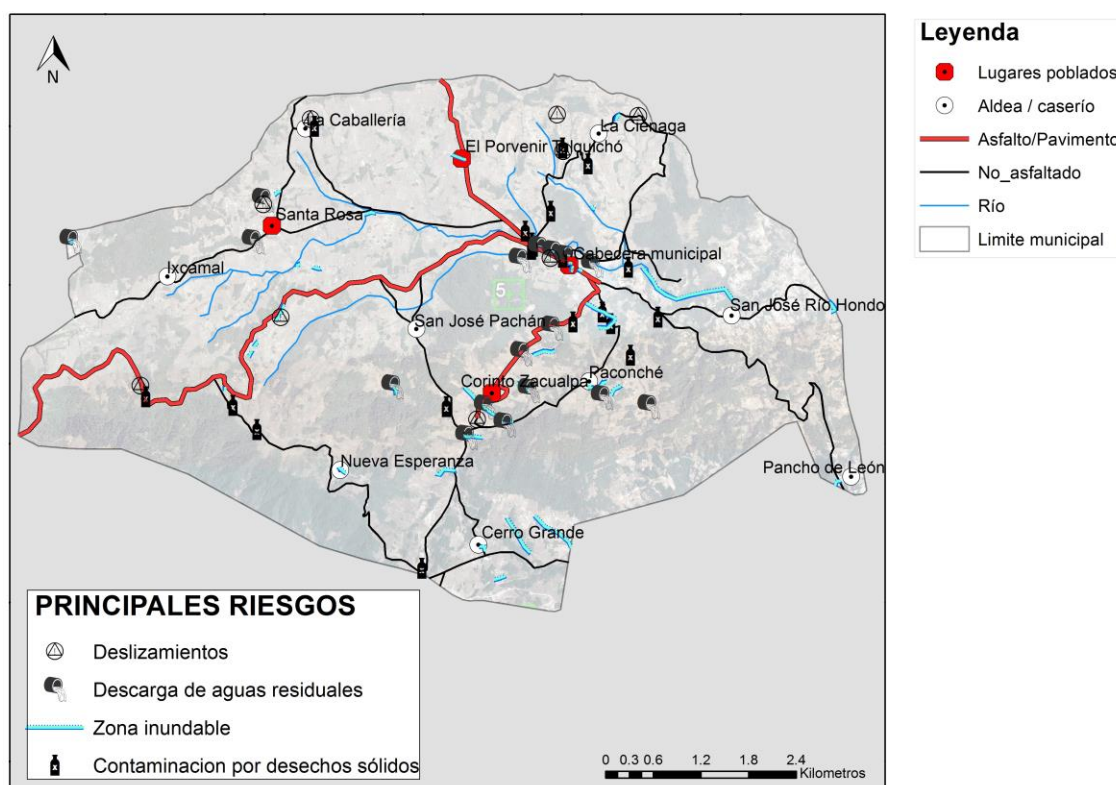 N
La Caballería
La Ciénaga
El Porvenir Tulquichó
Santa Rosa
Cabecera municipal
Ixcamal
5
San José Río Hondo
San José Pachán
Paconché
Corinto Zacualpa
Nueva Esperanza
Pancho de León
Cerro Grande
PRINCIPALES RIESGOS
Deslizamientos
Descarga de aguas residuales
Zona inundable
Contaminacion por desechos sólidos
0 0.3 0.6 1.2 1.8 2.4
Kilometros
Leyenda
Lugares poblados
Aldea / caserío
Asfalto/Pavimento
No_asfaltado
Río
Limite municipal